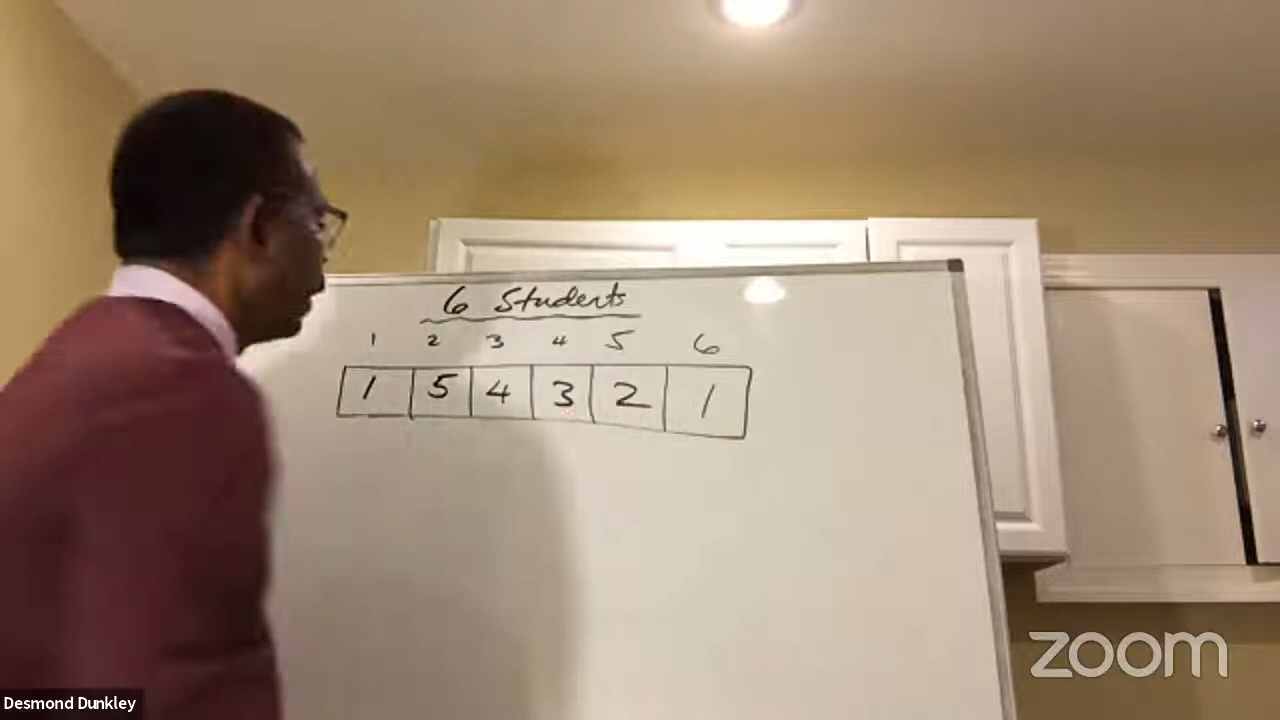 6 Students
1 2 3 4 5 6
1 5 4 3 2 1
zoom
Desmond Dunkley